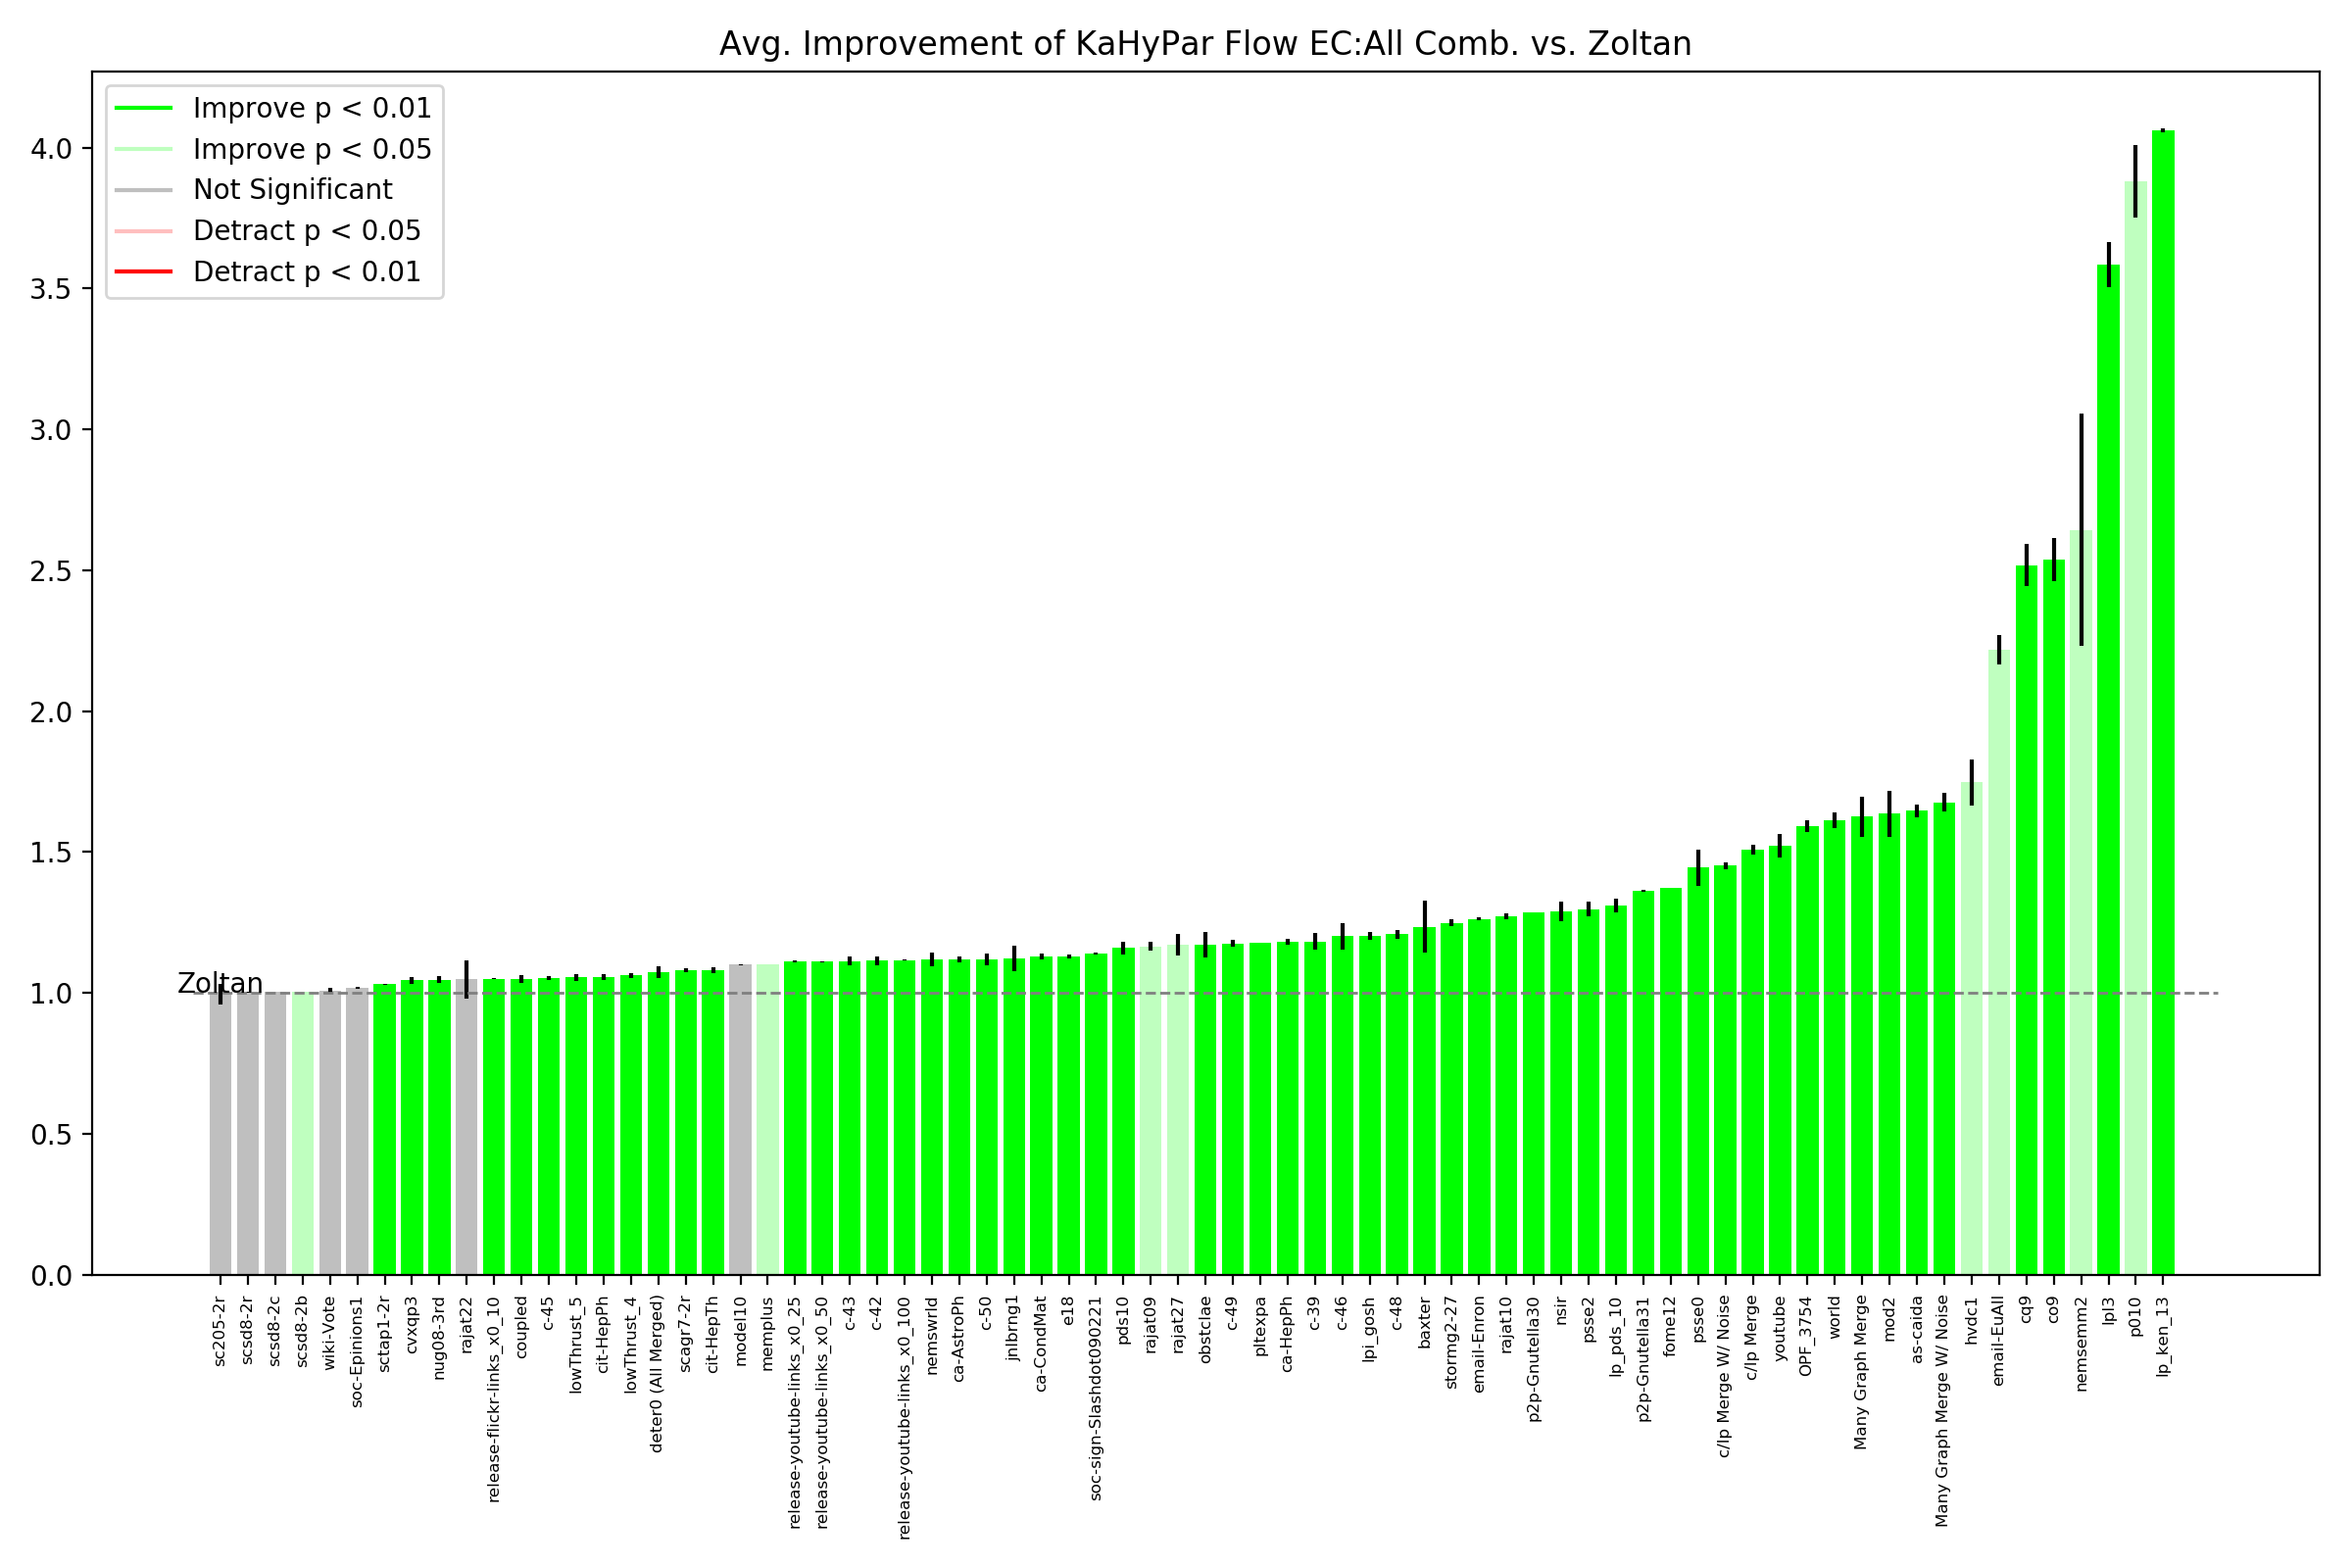 Avg. Improvement of KaHyPar Flow EC:All Comb. vs. Zoltan
Improve p < 0.01
Improve p < 0.05
Not Significant
Detract p < 0.05
Detract p < 0.01
4.0
3.5
3.0
2.5
2.0
1.5
1.0
0.5
0.0
Zoltan
sc205-2r
scsd8-2r
scsd8-2c
scsd8-2b
wiki-Vote
soc-Epinions1
sctap1-2r
cvxqp3
nug08-3rd
rajat22
release-flickr-links_x0_10
coupled
c-45
lowThrust_5
cit-HepPh
lowThrust_4
deter0 (All Merged)
scagr7-2r
cit-HepTh
model10
memplus
release-youtube-links_x0_25
release-youtube-links_x0_50
c-43
c-42
release-youtube-links_x0_100
nemswrld
ca-AstroPh
c-50
jnlbrng1
ca-CondMat
e18
soc-sign-Slashdot090221
pds10
rajat09
rajat27
obstclae
c-49
pltexpa
ca-HepPh
c-39
c-46
lpi_gosh
c-48
baxter
stormg2-27
email-Enron
rajat10
p2p-Gnutella30
nsir
psse2
lp_pds_10
p2p-Gnutella31
fome12
psse0
c/lp Merge W/ Noise
c/lp Merge
youtube
OPF_3754
world
Many Graph Merge
mod2
as-caida
Many Graph Merge W/ Noise
hvdc1
email-EuAll
cq9
co9
nemsemm2
lpl3
p010
lp_ken_13